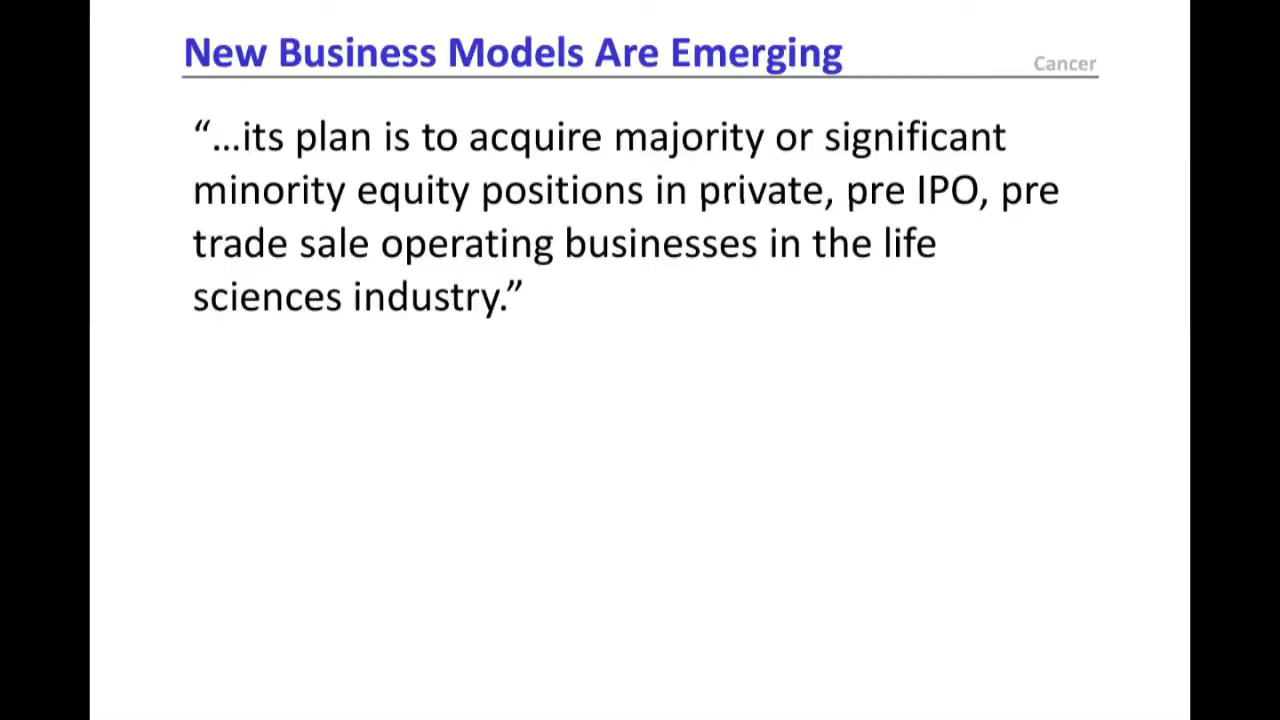 New Business Models Are Emerging
Cancer
“…its plan is to acquire majority or significant
minority equity positions in private, pre IPO, pre
trade sale operating businesses in the life
sciences industry.”